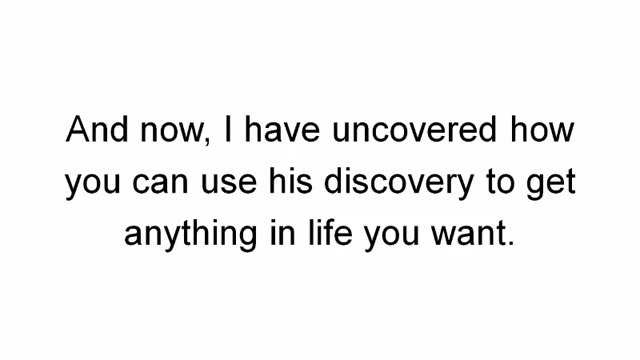 And now, I have uncovered how
you can use his discovery to get
anything in life you want.